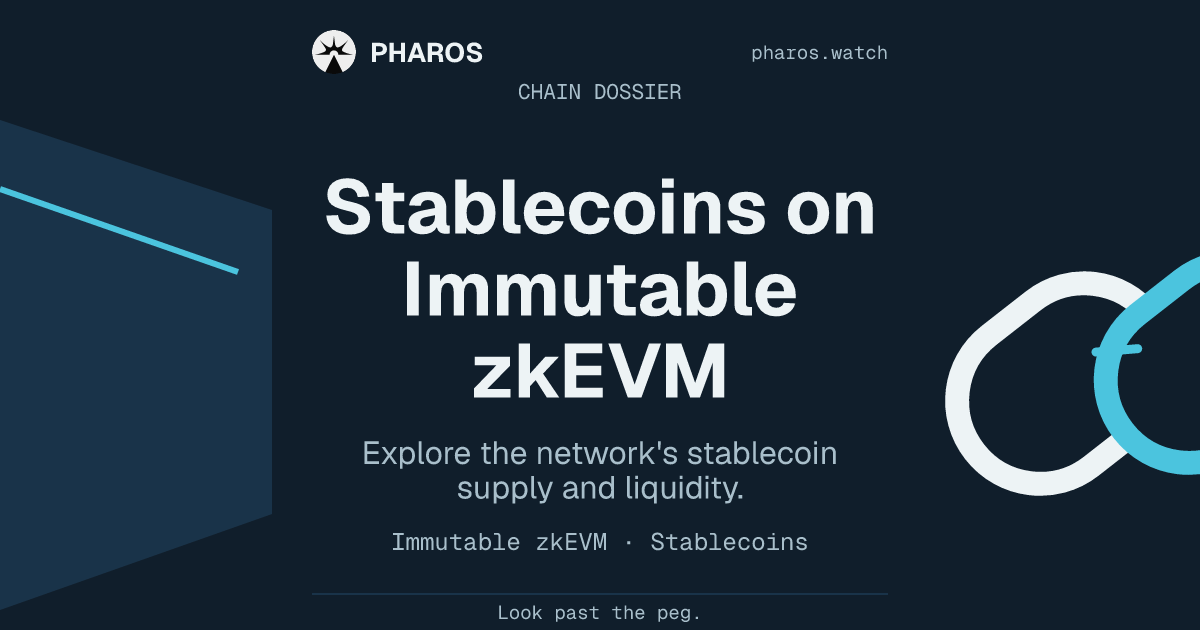 PHAROS
pharos.watch
CHAIN DOSSIER
Stablecoins on
Immutable
zkEVM
Explore the network's stablecoin
supply and liquidity.
Immutable zkEVM · Stablecoins
Look past the peg.